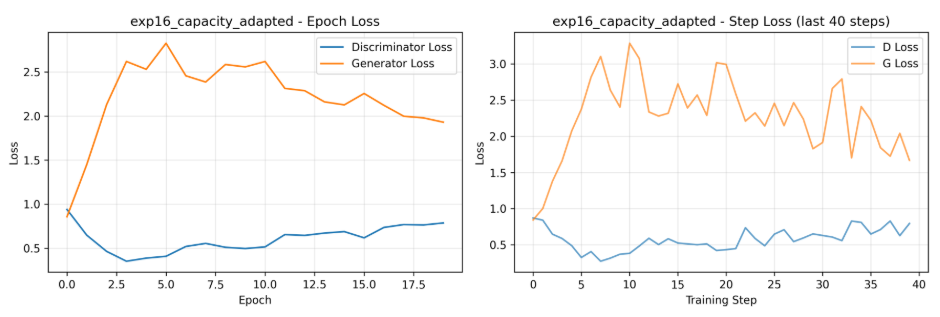 exp16_capacity_adapted - Epoch Loss
Discriminator Loss
Generator Loss
Loss
2.5
2.0
1.5
1.0
0.5
0.0 2.5 5.0 7.5 10.0 12.5 15.0 17.5
Epoch
exp16_capacity_adapted - Step Loss (last 40 steps)
D Loss
G Loss
Loss
3.0
2.5
2.0
1.5
1.0
0.5
0 5 10 15 20 25 30 35 40
Training Step